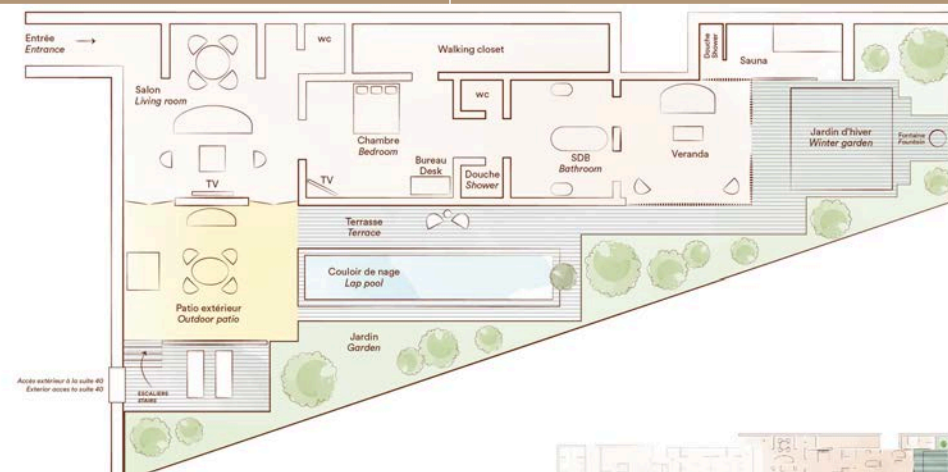 Entrée
Entrance
wc
Walking closet
Douche
Shower
Sauna
Salon
Living room
wc
Chambre
Bedroom
Bureau
Desk
TV
TV
Douche
Shower
SDB
Bathroom
Veranda
Jardin d'hiver
Winter garden
Fontaine
Fountain
Terrasse
Terrace
Couloir de nage
Lap pool
Patio extérieur
Outdoor patio
Jardin
Garden
Accès extérieur à la suite 40
Exterior acces to suite 40
ESCALIERS
STAIRS